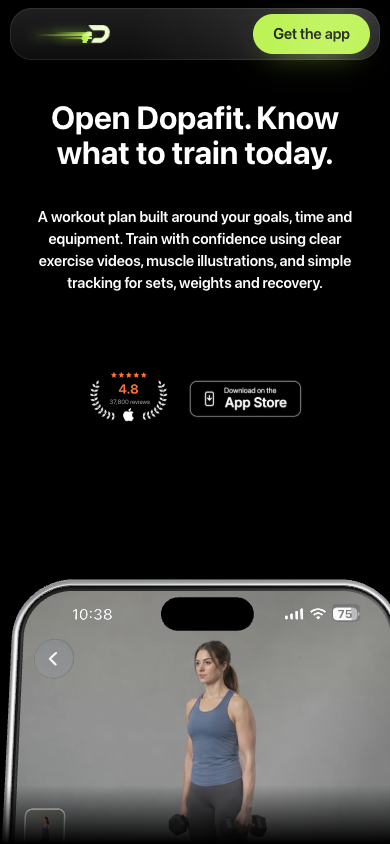 Get the app
Open Dopafit. Know
what to train today.
A workout plan built around your goals, time and
equipment. Train with confidence using clear
exercise videos, muscle illustrations, and simple
tracking for sets, weights and recovery.
4.8
37,800 reviews
Download on the
App Store
10:38
75